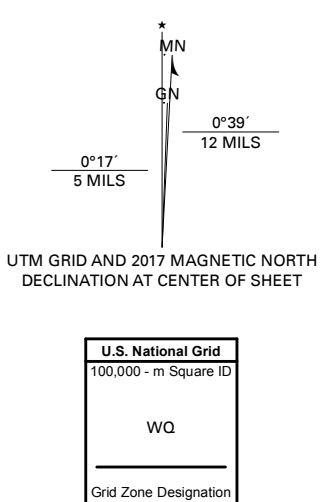 ★
MN
GN
0°39´
12 MILS
0°17´
5 MILS
UTM GRID AND 2017 MAGNETIC NORTH
DECLINATION AT CENTER OF SHEET
U.S. National Grid
100,000 - m Square ID
WQ
Grid Zone Designation